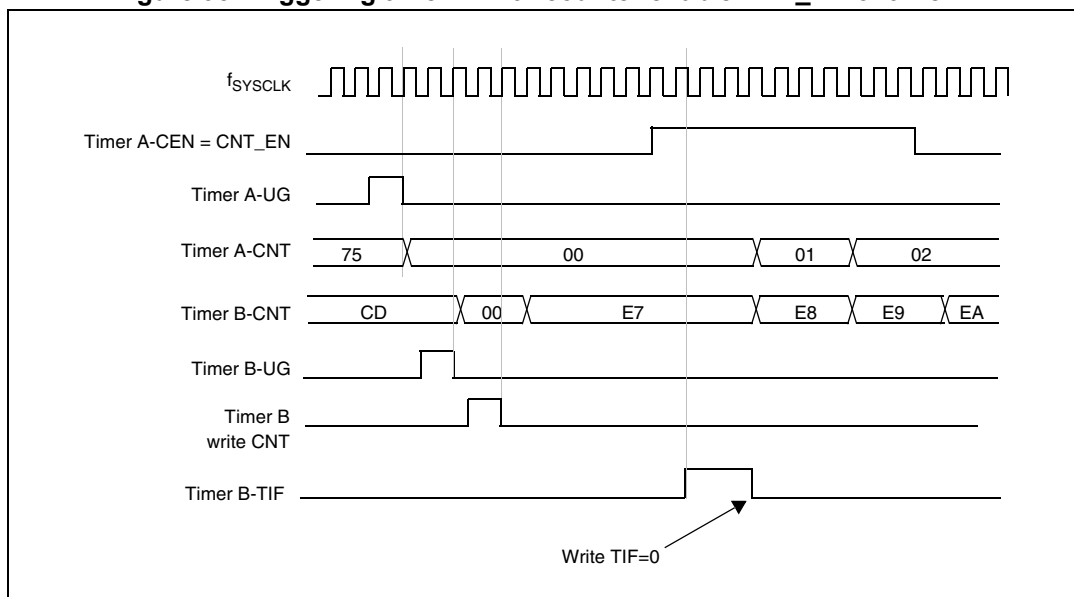 fSYSCLK
Timer A-CEN = CNT_EN
Timer A-UG
Timer A-CNT 75 00 01 02
Timer B-CNT CD 00 E7 E8 E9 EA
Timer B-UG
Timer B
write CNT
Timer B-TIF
Write TIF=0